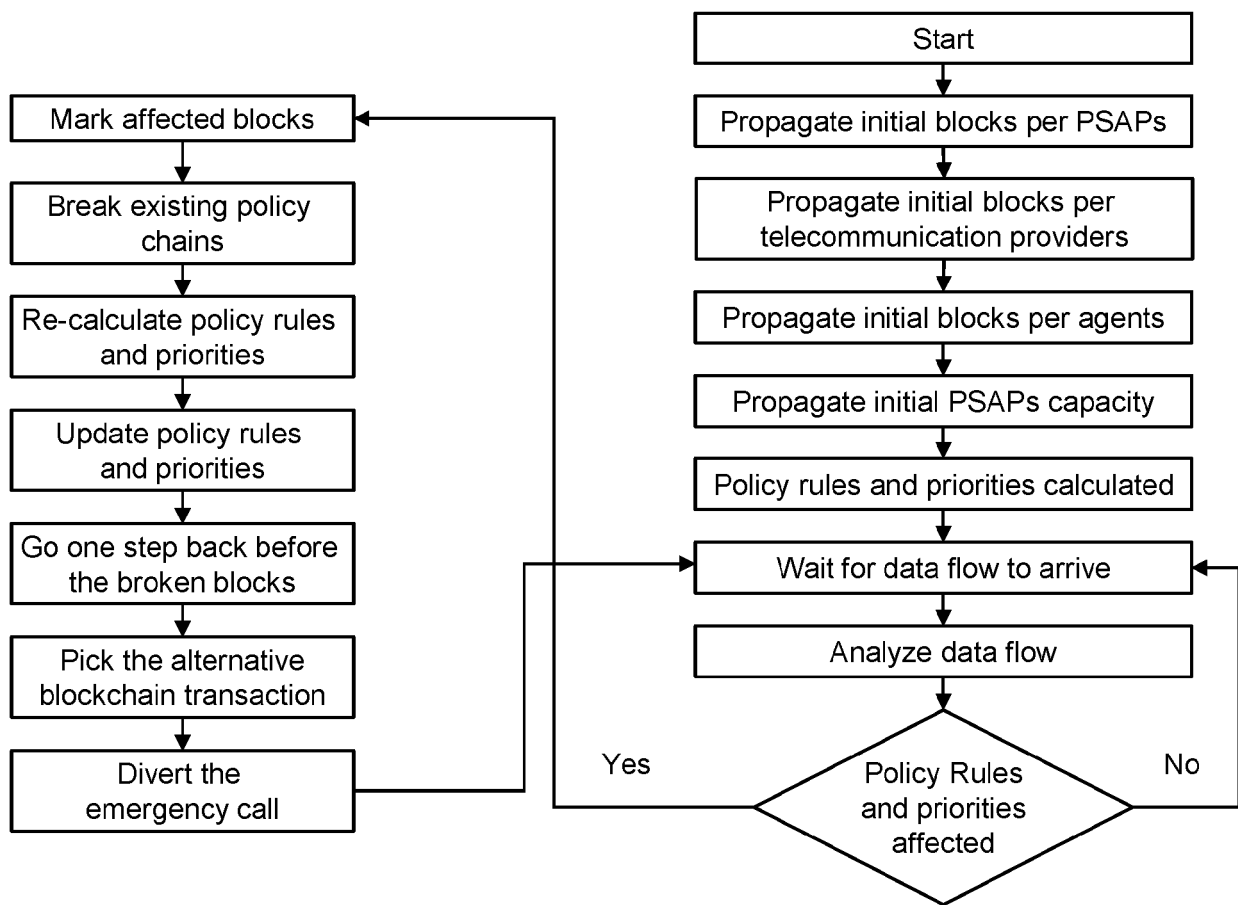 Start
Propagate initial blocks per PSAPs
Propagate initial blocks per
telecommunication providers
Propagate initial blocks per agents
Propagate initial PSAPs capacity
Policy rules and priorities calculated
Wait for data flow to arrive
Analyze data flow
Policy Rules
and priorities
affected
Yes
No
Mark affected blocks
Break existing policy
chains
Re-calculate policy rules
and priorities
Update policy rules
and priorities
Go one step back before
the broken blocks
Pick the alternative
blockchain transaction
Divert the
emergency call